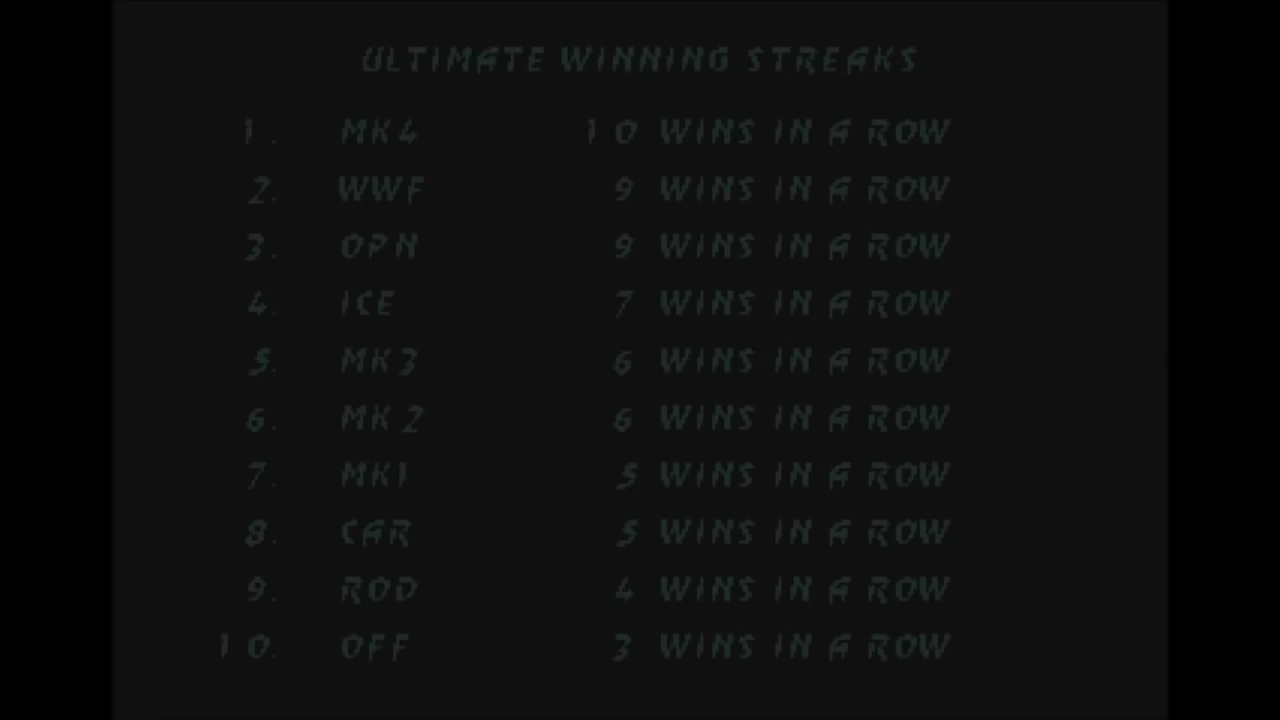 ULTIMATE WINNING STREAKS
1. MK4 10 WINS IN A ROW
2. WWF 9 WINS IN A ROW
3. OPN 9 WINS IN A ROW
4. ICE 7 WINS IN A ROW
5. MK3 6 WINS IN A ROW
6. MK2 6 WINS IN A ROW
7. MK1 5 WINS IN A ROW
8. CAR 5 WINS IN A ROW
9. ROD 4 WINS IN A ROW
10. OFF 3 WINS IN A ROW